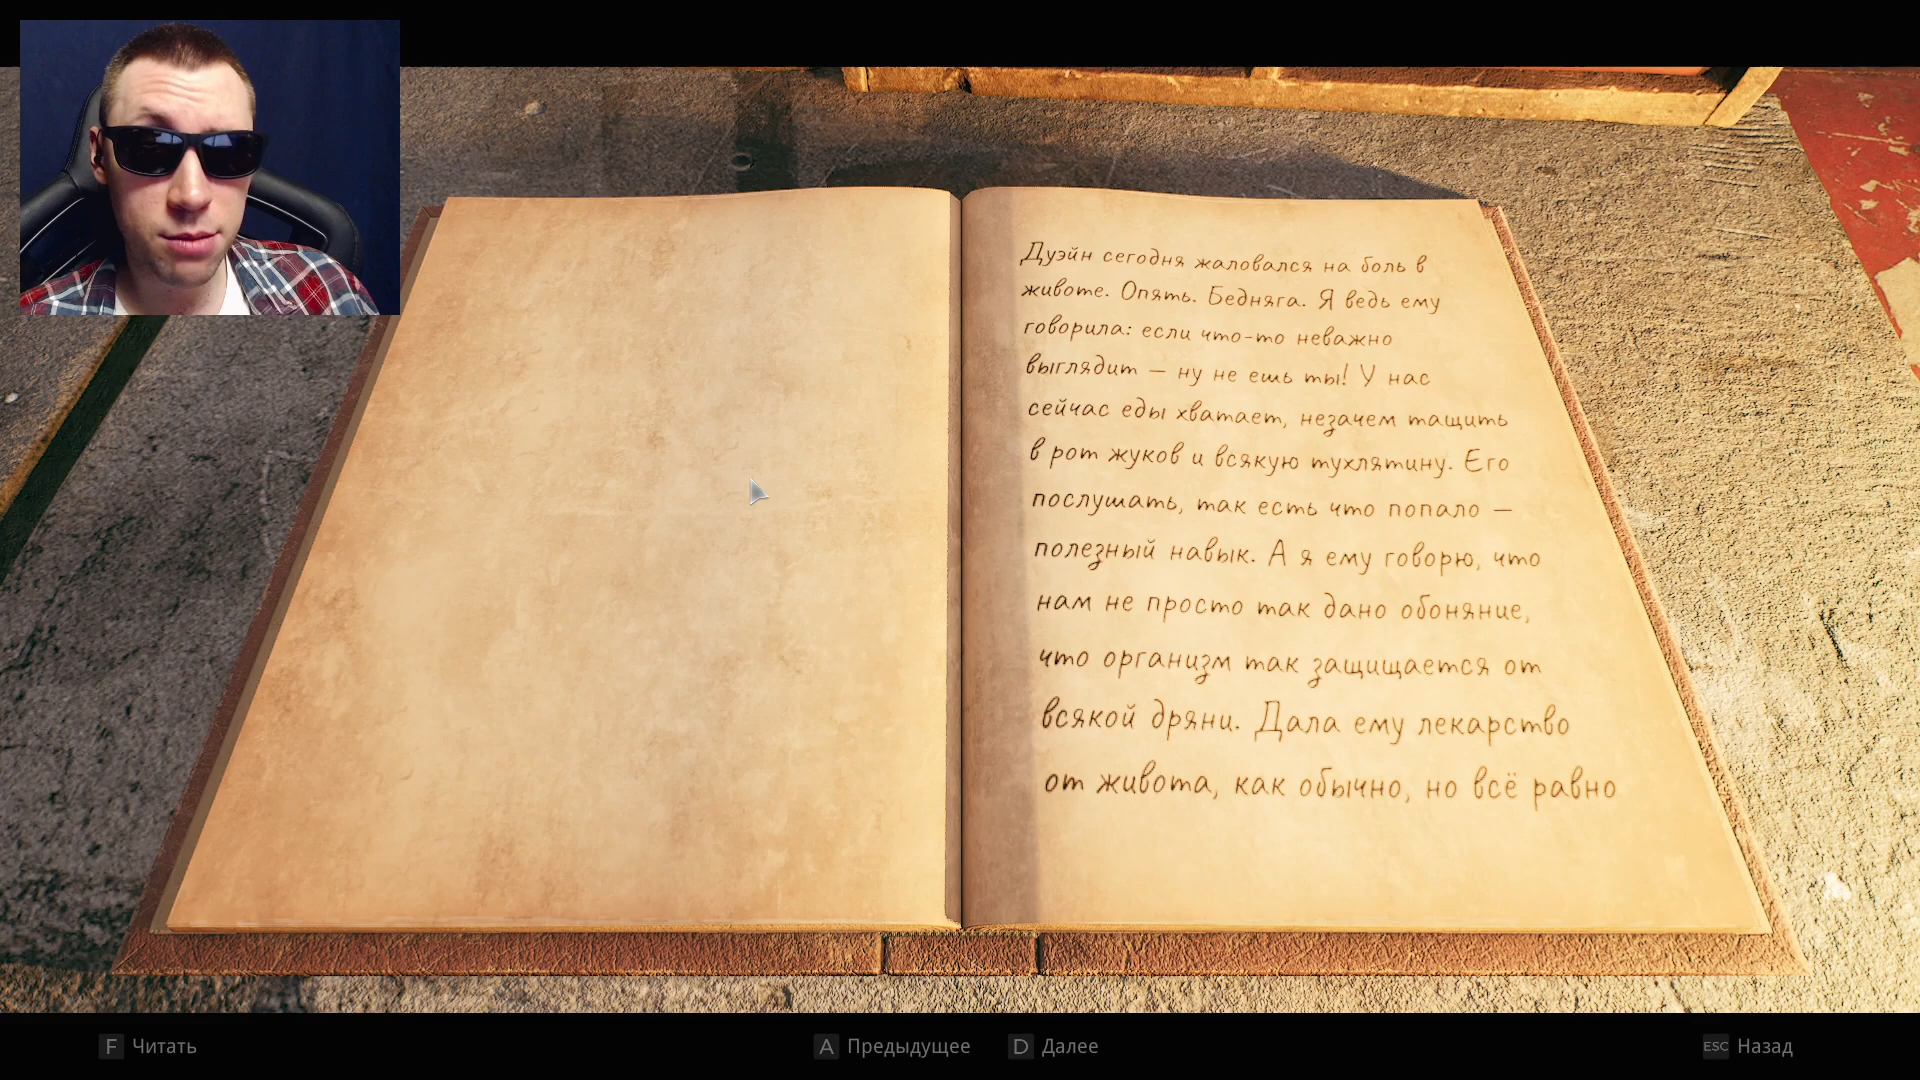 Дуэйн сегодня жаловался на боль в
животе. Опять. Бедняга. Я ведь ему
говорила: если что-то неважно
выглядит — ну не ешь ты! У нас
сейчас еды хватает, незачем тащить
в рот жуков и всякую тухлятину. Его
послушать, так есть что попало —
полезный навык. А я ему говорю, что
нам не просто так дано обоняние,
что организм так защищается от
всякой дряни. Дала ему лекарство
от живота, как обычно, но всё равно
F Читать
A Предыдущее
D Далее
ESC Назад